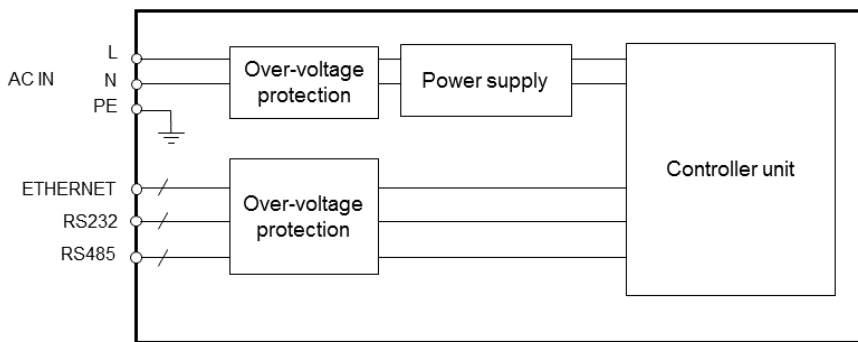 L
AC IN
N
PE
Over-voltage
protection
Power supply
Controller unit
ETHERNET
RS232
RS485
Over-voltage
protection